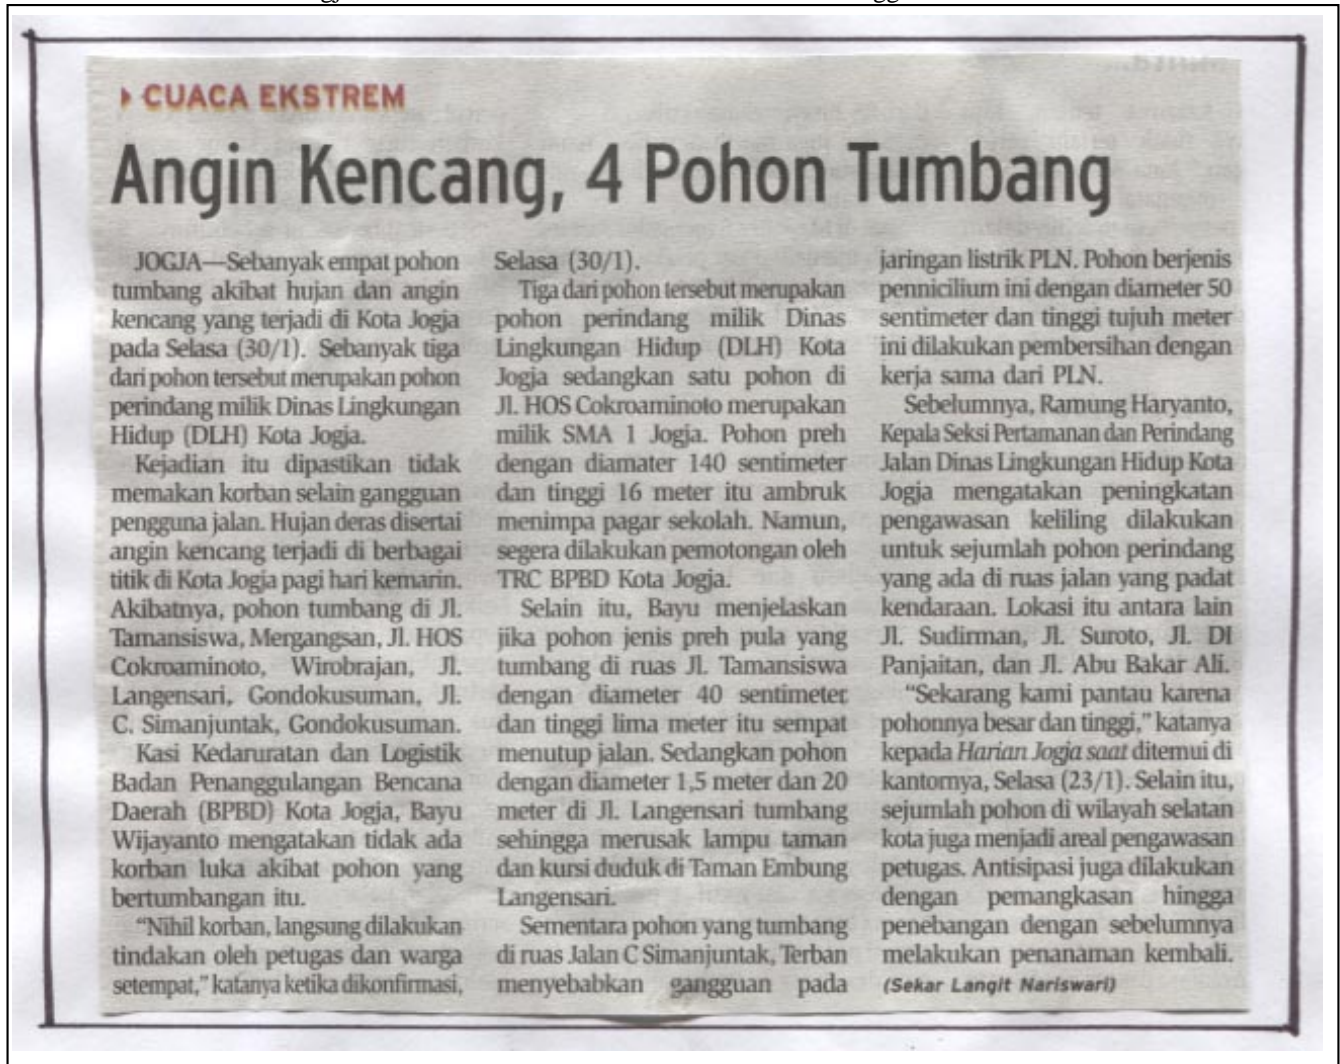 CUACA EKSTREM
Angin Kencang, 4 Pohon Tumbang
JOGJA—Sebanyak empat pohon
tumbang akibat hujan dan angin
kencang yang terjadi di Kota Jogja
pada Selasa (30/1). Sebanyak tiga
dari pohon tersebut merupakan pohon
perindang milik Dinas Lingkungan
Hidup (DLH) Kota Jogja.
Kejadian itu dipastikan tidak
memakan korban selain gangguan
pengguna jalan. Hujan deras disertai
angin kencang terjadi di berbagai
titik di Kota Jogja pagi hari kemarin.
Akibatnya, pohon tumbang di Jl.
Tamansiswa, Mergangsan, Jl. HOS
Cokroaminoto, Wirobrajan, Jl.
Langensari, Gondokusuman, Jl.
C. Simanjuntak, Gondokusuman.
Kasi Kedaruratan dan Logistik
Badan Penanggulangan Bencana
Daerah (BPBD) Kota Jogja, Bayu
Wijayanto mengatakan tidak ada
korban luka akibat pohon yang
bertumbangan itu.
“Nihil korban, langsung dilakukan
tindakan oleh petugas dan warga
setempat,” katanya ketika dikonfirmasi,
Selasa (30/1).
Tiga dari pohon tersebut merupakan
pohon perindang milik Dinas
Lingkungan Hidup (DLH) Kota
Jogja sedangkan satu pohon di
Jl. HOS Cokroaminoto merupakan
milik SMA 1 Jogja. Pohon preh
dengan diamater 140 sentimeter
dan tinggi 16 meter itu ambruk
menimpa pagar sekolah. Namun,
segera dilakukan pemotongan oleh
TRC BPBD Kota Jogja.
Selain itu, Bayu menjelaskan
jika pohon jenis preh pula yang
tumbang di ruas Jl. Tamansiswa
dengan diameter 40 sentimeter
dan tinggi lima meter itu sempat
menutup jalan. Sedangkan pohon
dengan diameter 1,5 meter dan 20
meter di Jl. Langensari tumbang
sehingga merusak lampu taman
dan kursi duduk di Taman Embung
Langensari.
Sementara pohon yang tumbang
di ruas Jalan C Simanjuntak, Terban
menyebabkan gangguan pada
jaringan listrik PLN. Pohon berjenis
pennicilium ini dengan diameter 50
sentimeter dan tinggi tujuh meter
ini dilakukan pembersihan dengan
kerja sama dari PLN.
Sebelumnya, Ramung Haryanto,
Kepala Seksi Pertamanan dan Perindang
Jalan Dinas Lingkungan Hidup Kota
Jogja mengatakan peningkatan
pengawasan keliling dilakukan
untuk sejumlah pohon perindang
yang ada di ruas jalan yang padat
kendaraan. Lokasi itu antara lain
Jl. Sudirman, Jl. Suroto, Jl. DI
Panjaitan, dan Jl. Abu Bakar Ali.
“Sekarang kami pantau karena
pohonnya besar dan tinggi,” katanya
kepada Harian Jogja saat ditemui di
kantornya, Selasa (23/1). Selain itu,
sejumlah pohon di wilayah selatan
kota juga menjadi areal pengawasan
petugas. Antisipasi juga dilakukan
dengan pemangkasan hingga
penebangan dengan sebelumnya
melakukan penanaman kembali.
(Sekar Langit Nariswari)